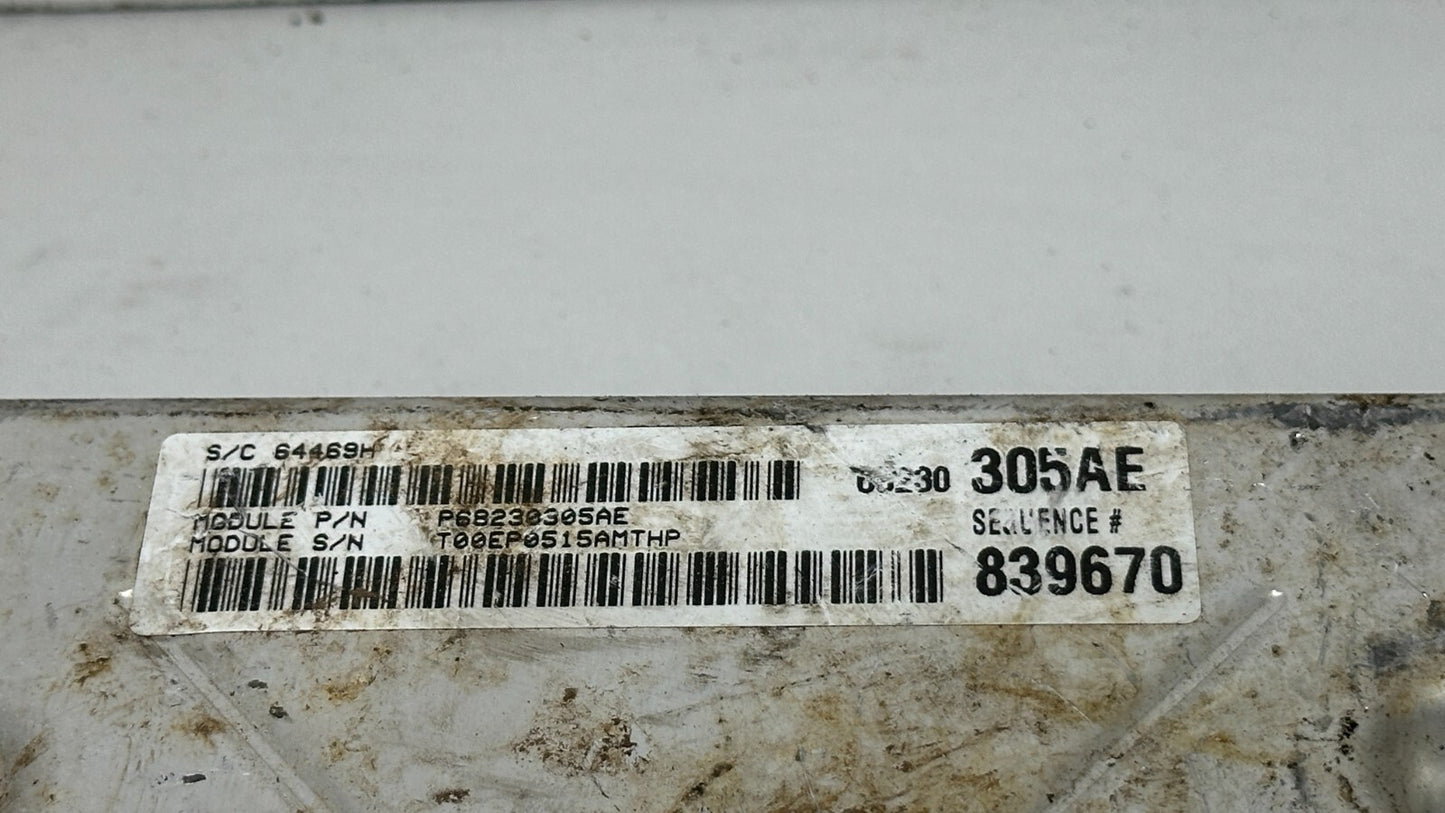 S/C 64469H
68230 305AE
MODULE P/N P68230305AE
MODULE S/N T00EP0515AMTHP
SEQUENCE #
839670